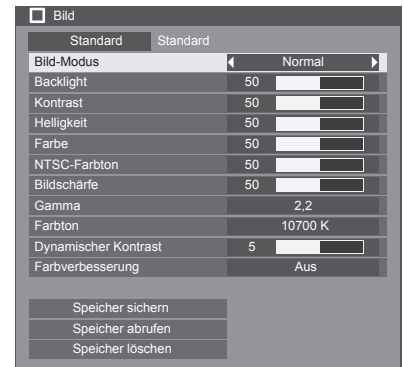 Bild
Standard Standard
Bild-Modus Normal
Backlight 50
Kontrast 50
Helligkeit 50
Farbe 50
NTSC-Farbton 50
Bildschärfe 50
Gamma 2,2
Farbton 10700 K
Dynamischer Kontrast 5
Farbverbesserung Aus
Speicher sichern
Speicher abrufen
Speicher löschen